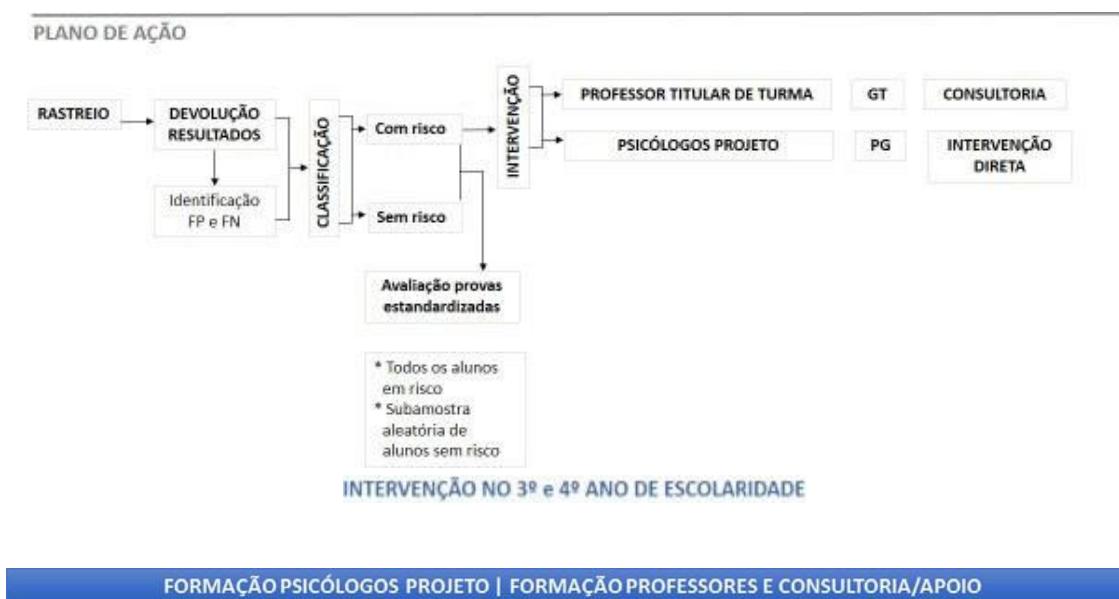 PLANO DE AÇÃO
RASTREIO
DEVOLUÇÃO
RESULTADOS
Identificação
FP e FN
CLASSIFICAÇÃO
Com risco
Sem risco
Avaliação provas
estandardizadas
* Todos os alunos
em risco
* Subamostra
aleatória de
alunos sem risco
INTERVENÇÃO
PROFESSOR TITULAR DE TURMA
GT
CONSULTORIA
PSICÓLOGOS PROJETO
PG
INTERVENÇÃO
DIRETA
INTERVENÇÃO NO 3º e 4º ANO DE ESCOLARIDADE
FORMAÇÃO PSICÓLOGOS PROJETO | FORMAÇÃO PROFESSORES E CONSULTORIA/APOIO